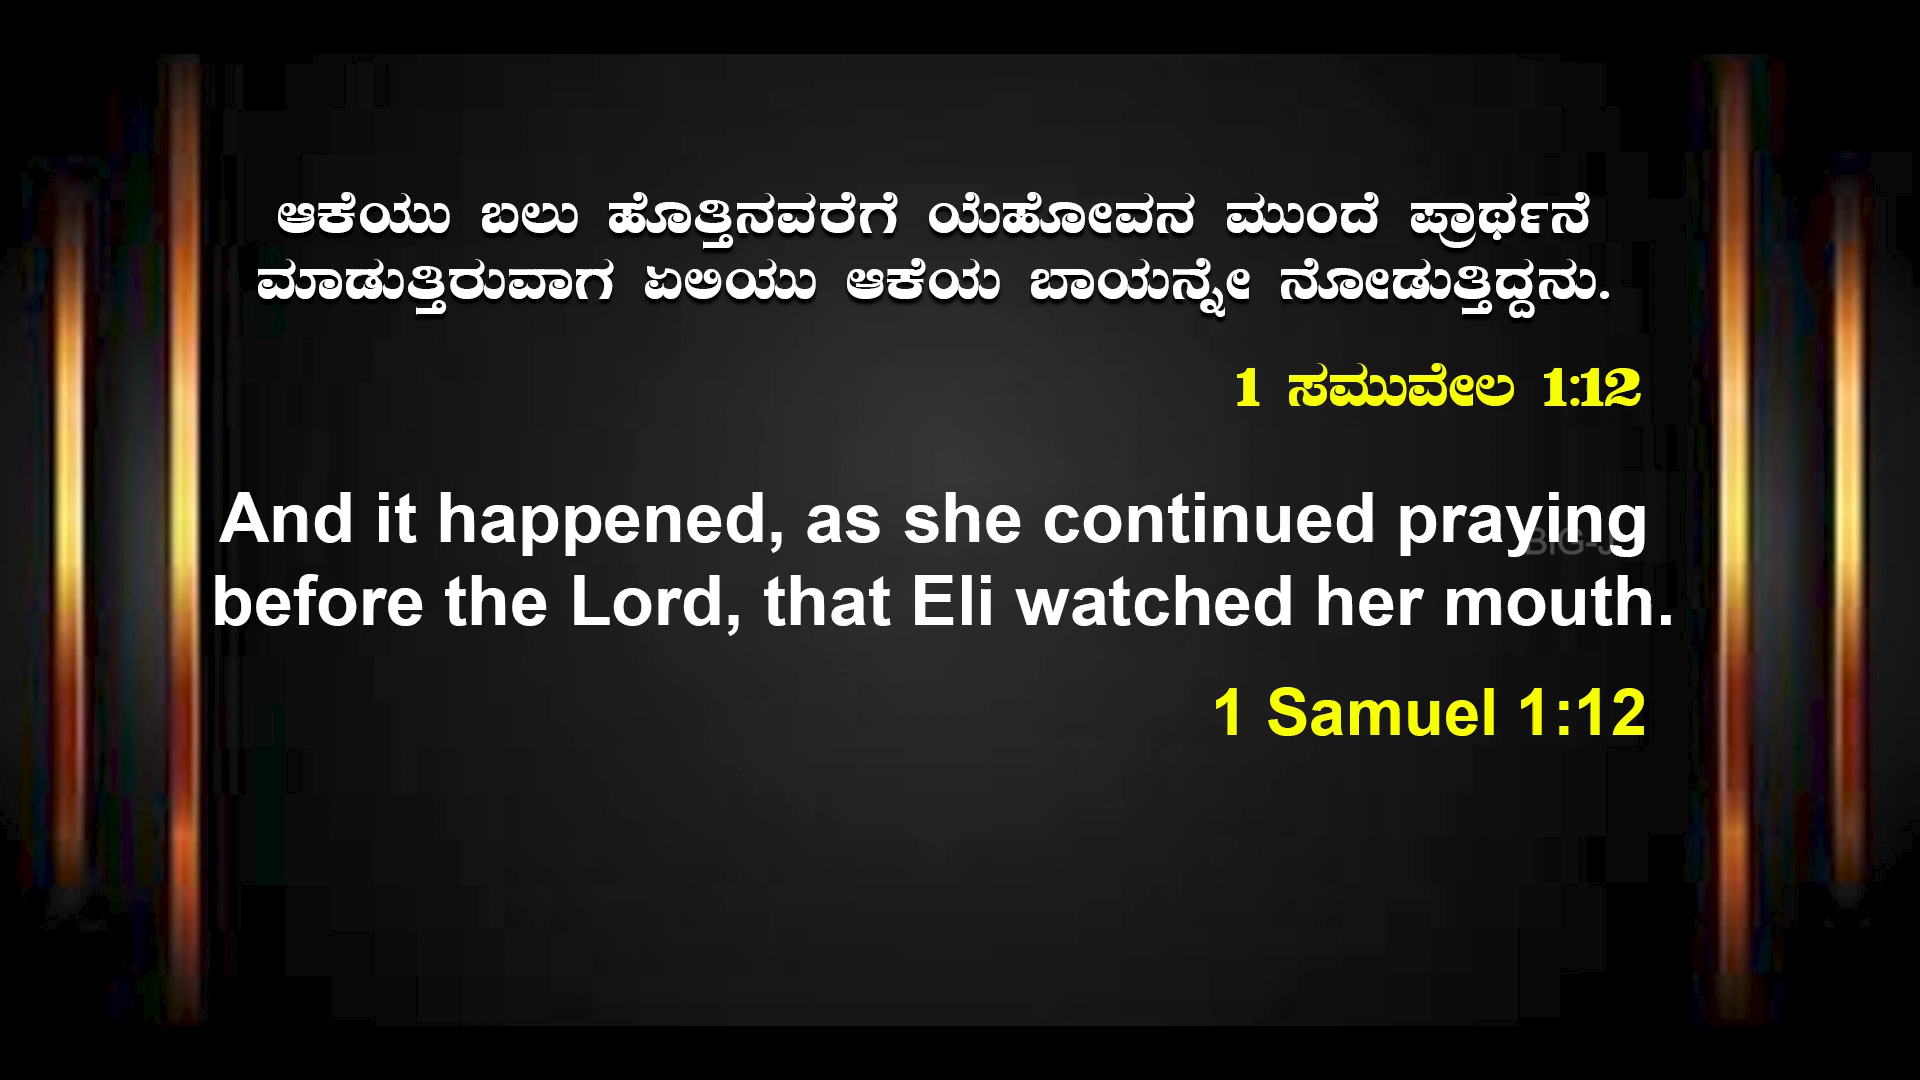 ಆಕೆಯು ಬಲು ಹೊತ್ತಿನವರೆಗೆ ಯೆಹೋವನ ಮುಂದೆ ಪ್ರಾರ್ಥನೆ
ಮಾಡುತ್ತಿರುವಾಗ ಏಲಿಯು ಆಕೆಯ ಬಾಯನ್ನೇ ನೋಡುತ್ತಿದ್ದನು.
1 ಸಮುವೇಲ 1:12
And it happened, as she continued praying
before the Lord, that Eli watched her mouth.
1 Samuel 1:12